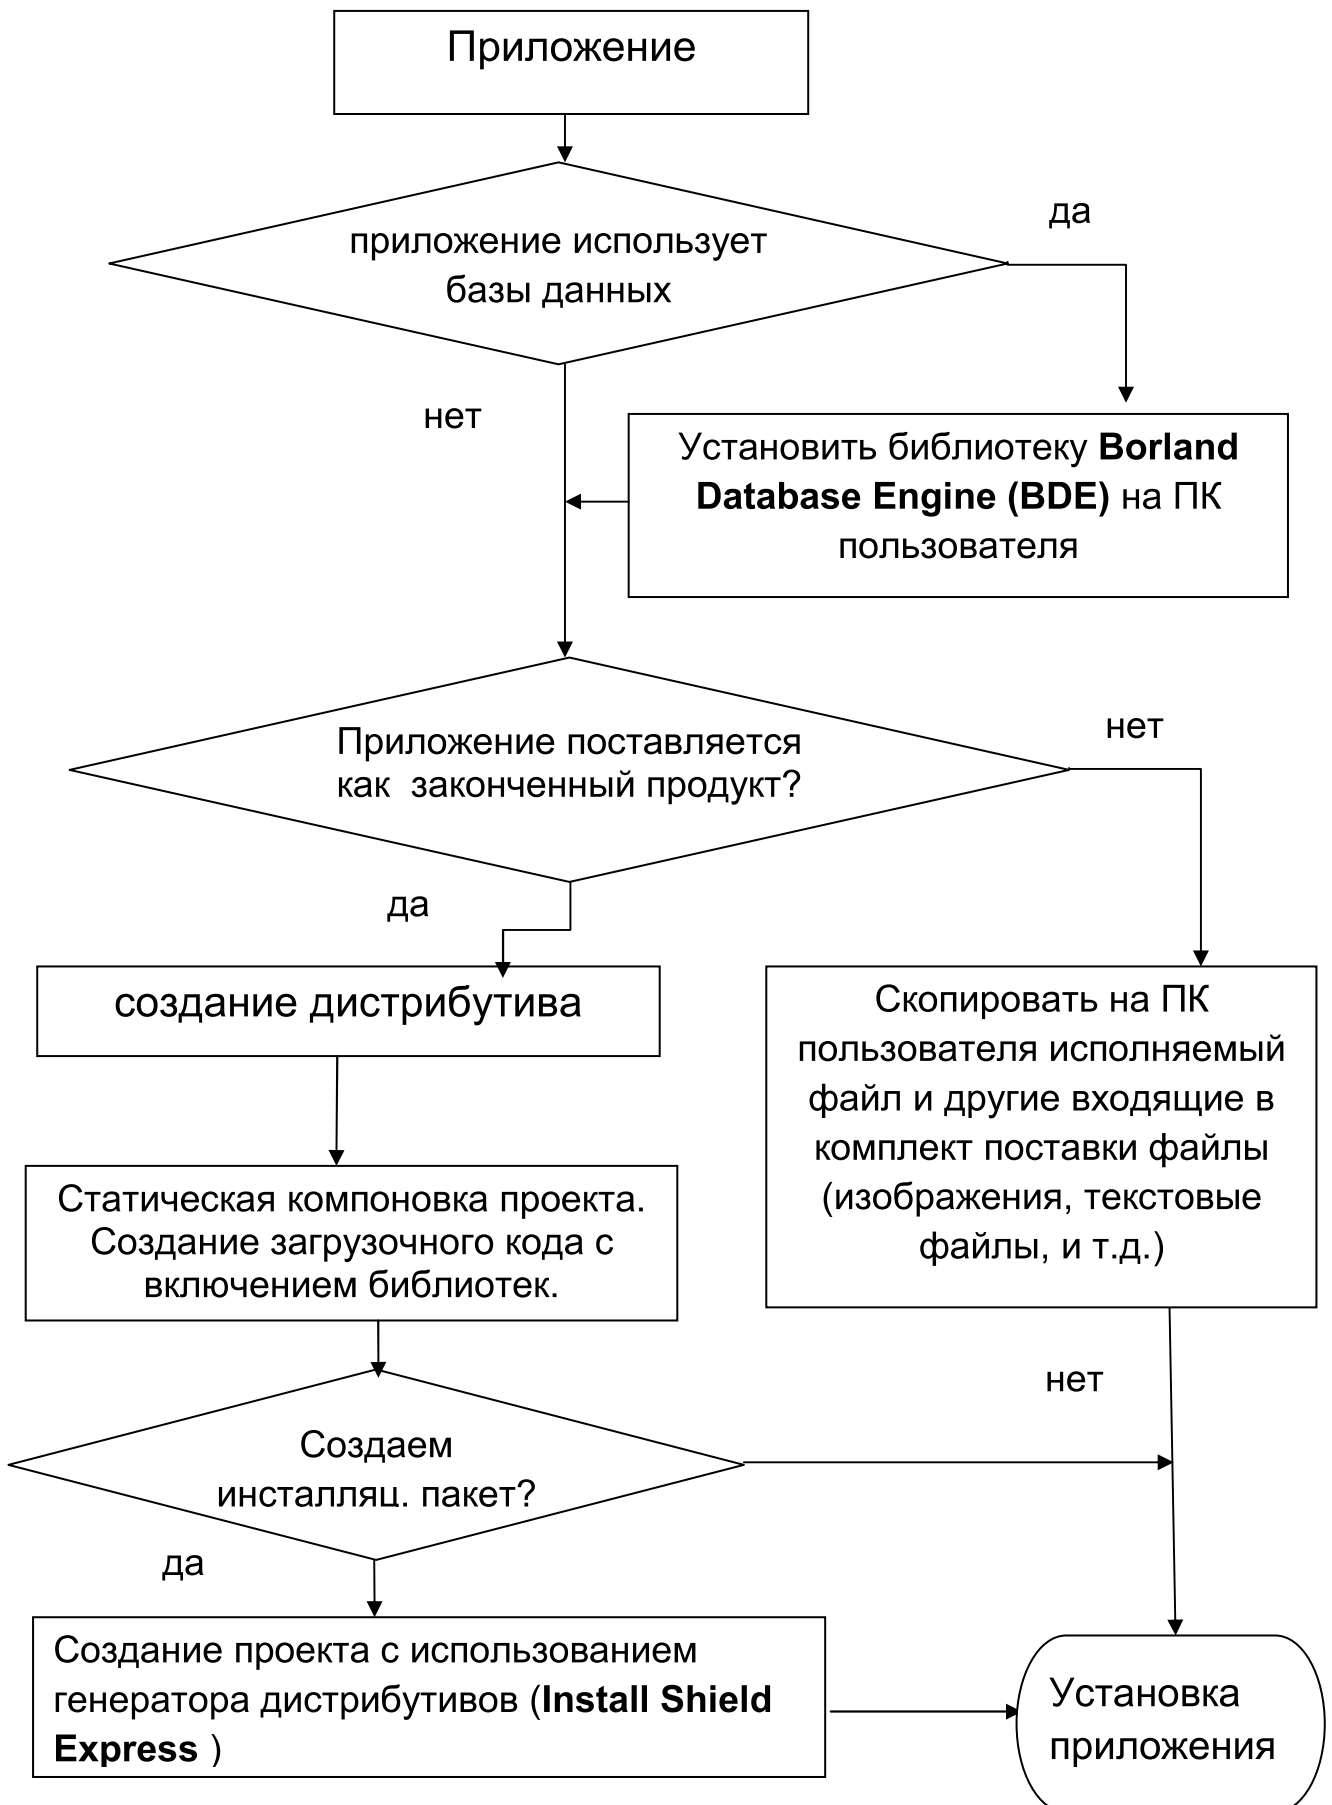 Приложение
да
приложение использует
базы данных
нет
Установить библиотеку Borland
Database Engine (BDE) на ПК
пользователя
нет
Приложение поставляется
как законченный продукт?
да
создание дистрибутива
Скопировать на ПК
пользователя исполняемый
файл и другие входящие в
комплект поставки файлы
(изображения, текстовые
файлы, и т.д.)
Статическая компоновка проекта.
Создание загрузочного кода с
включением библиотек.
нет
Создаем
инсталляц. пакет?
да
Создание проекта с использованием
генератора дистрибутивов (Install Shield
Express )
Установка
приложения